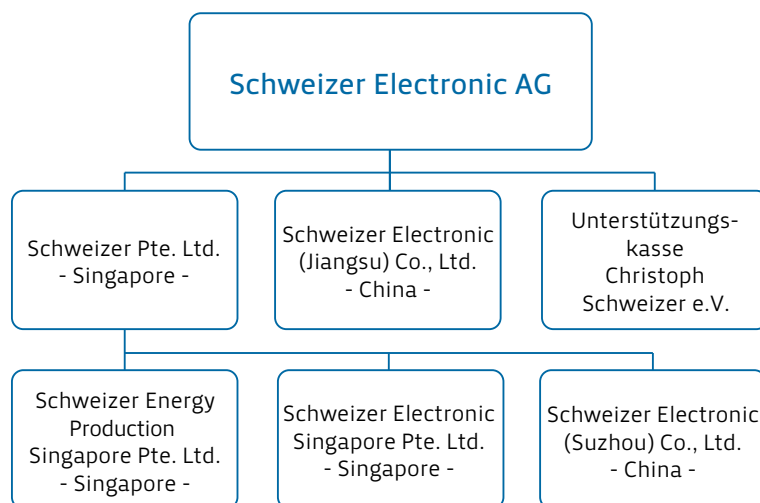 Schweizer Electronic AG
Schweizer Pte. Ltd.
- Singapore -
Schweizer Electronic
(Jiangsu) Co., Ltd.
- China -
Unterstützungs-
kasse
Christoph
Schweizer e.V.
Schweizer Energy
Production
Singapore Pte. Ltd.
- Singapore -
Schweizer Electronic
Singapore Pte. Ltd.
- Singapore -
Schweizer Electronic
(Suzhou) Co., Ltd.
- China -